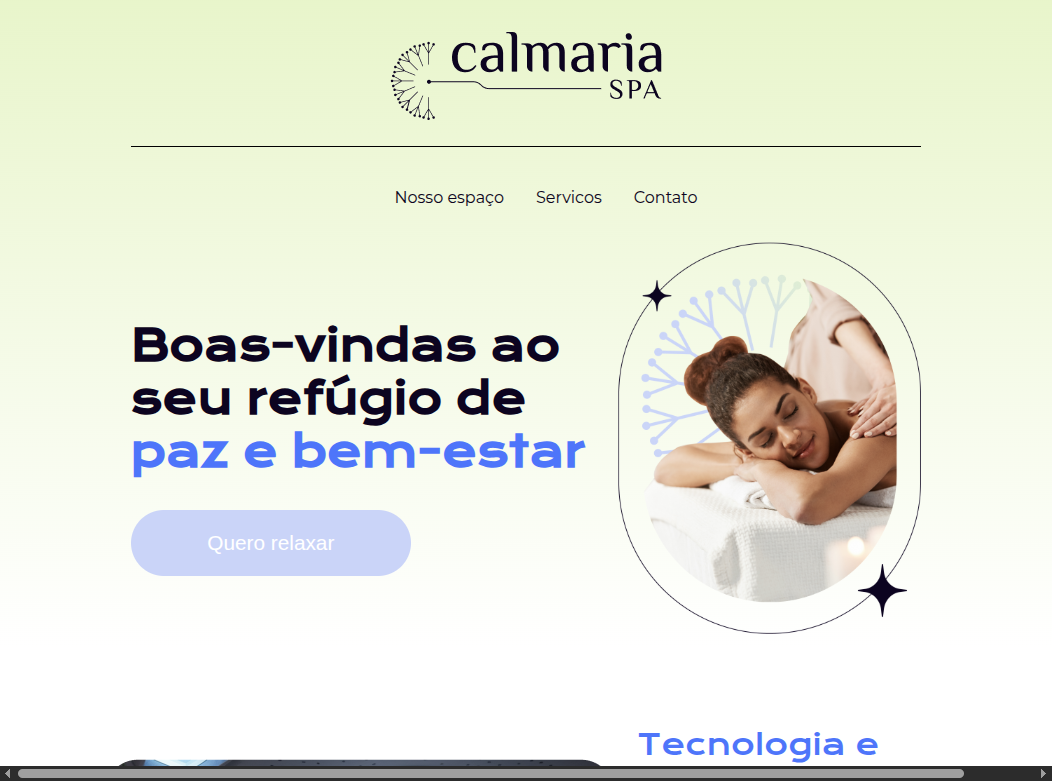 calmaria
SPA
Nosso espaço Servicos Contato
Boas-vindas ao
seu refúgio de
paz e bem-estar
Quero relaxar
Tecnologia e